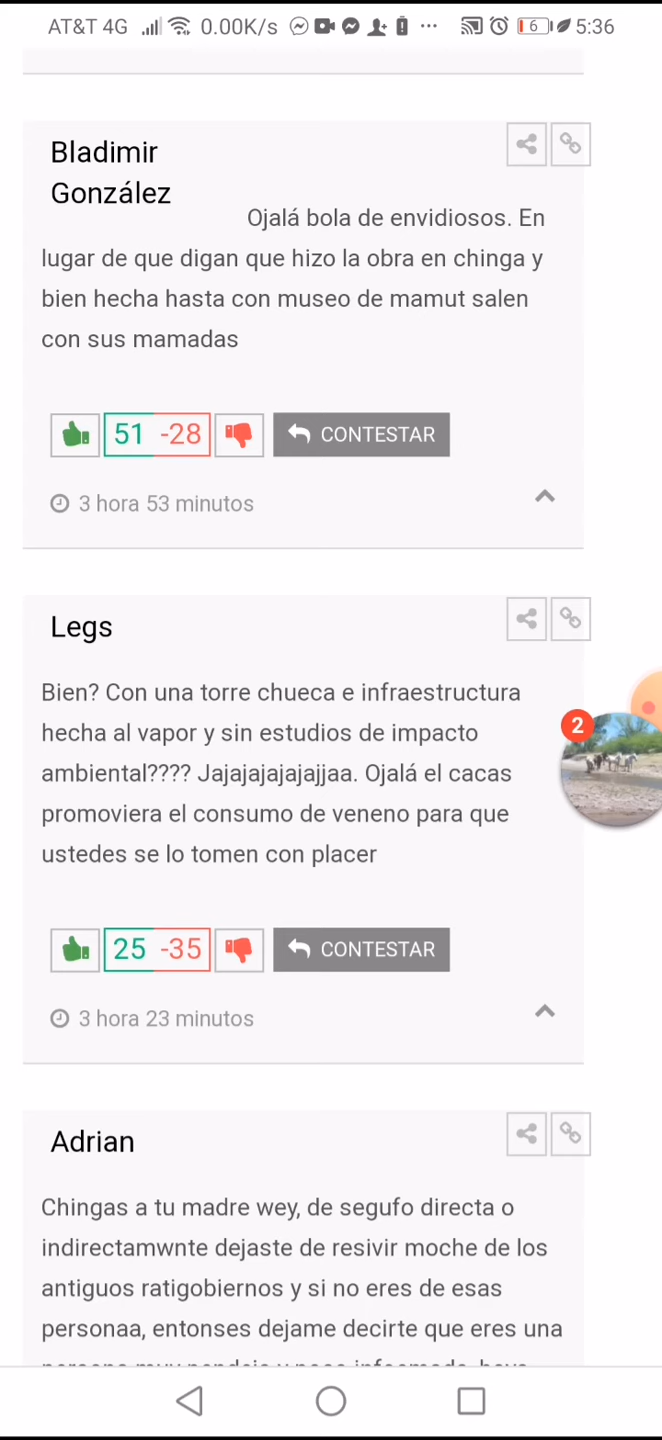 AT&T 4G 0.00K/s ... 6 5:36
Bladimir
González
Ojalá bola de envidiosos. En
lugar de que digan que hizo la obra en chinga y
bien hecha hasta con museo de mamut salen
con sus mamadas
51 -28 CONTESTAR
3 hora 53 minutos
Legs
Bien? Con una torre chueca e infraestructura
hecha al vapor y sin estudios de impacto
ambiental???? Jajajajajajajjaa. Ojalá el cacas
promoviera el consumo de veneno para que
ustedes se lo tomen con placer
2
25 -35 CONTESTAR
3 hora 23 minutos
Adrian
Chingas a tu madre wey, de segufo directa o
indirectamwnte dejaste de resivir moche de los
antiguos ratigobiernos y si no eres de esas
personaa, entonses dejame decirte que eres una